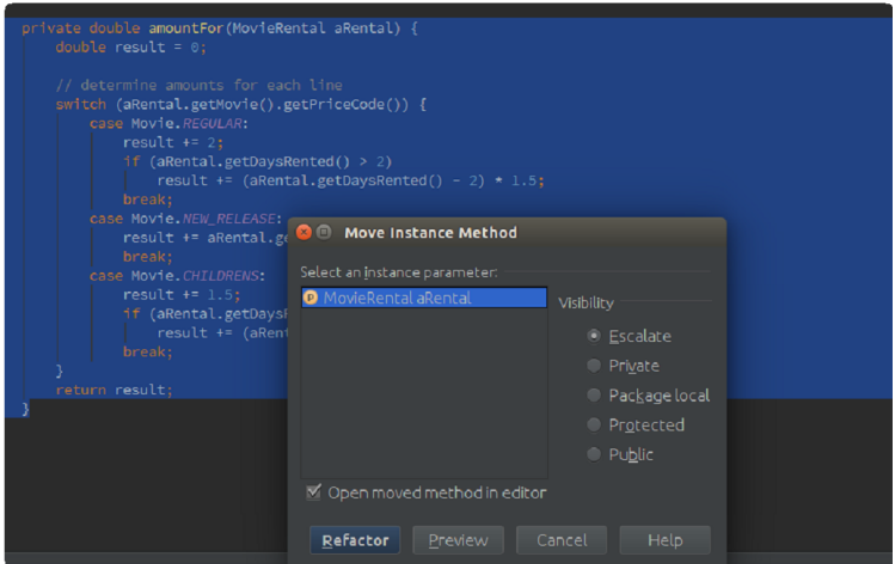 private double amountFor(MovieRental aRental) {
double result = 0;
// determine amounts for each line
switch (aRental.getMovie().getPriceCode()) {
case Movie.REGULAR:
result += 2;
if (aRental.getDaysRented() > 2)
result += (aRental.getDaysRented() - 2) * 1.5;
break;
case Movie.NEW_RELEASE:
result += aRental.ge
break;
case Movie.CHILDRENS:
result += 1.5;
if (aRental.getDaysR
result += (aRent
break;
}
return result;
}
Move Instance Method
Select an instance parameter:
P MovieRental aRental
Visibility
Escalate
Private
Package local
Protected
Public
Open moved method in editor
Refactor
Preview
Cancel
Help